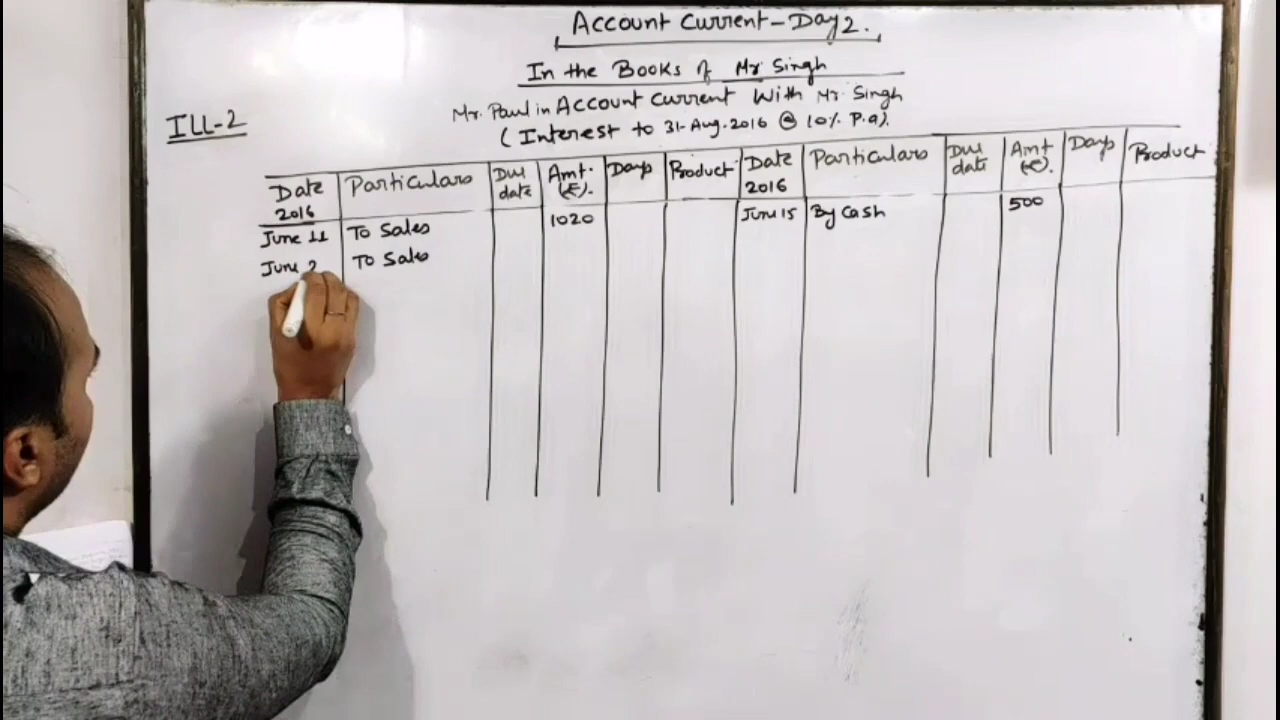 Account Current-Day 2.
In the Books of Mr Singh
Mr. Paul in Account Current With Mr. Singh
ILL-2
(Interest to 31-Aug-2016 @ 10% P.a).
Date 2016 Particulars Due date Amt. (₹). Days Product Date 2016 Particulars Due date Amt (₹). Days Product
June 11 To Sales 1020 June 15 By Cash 500
June 2 To Sales